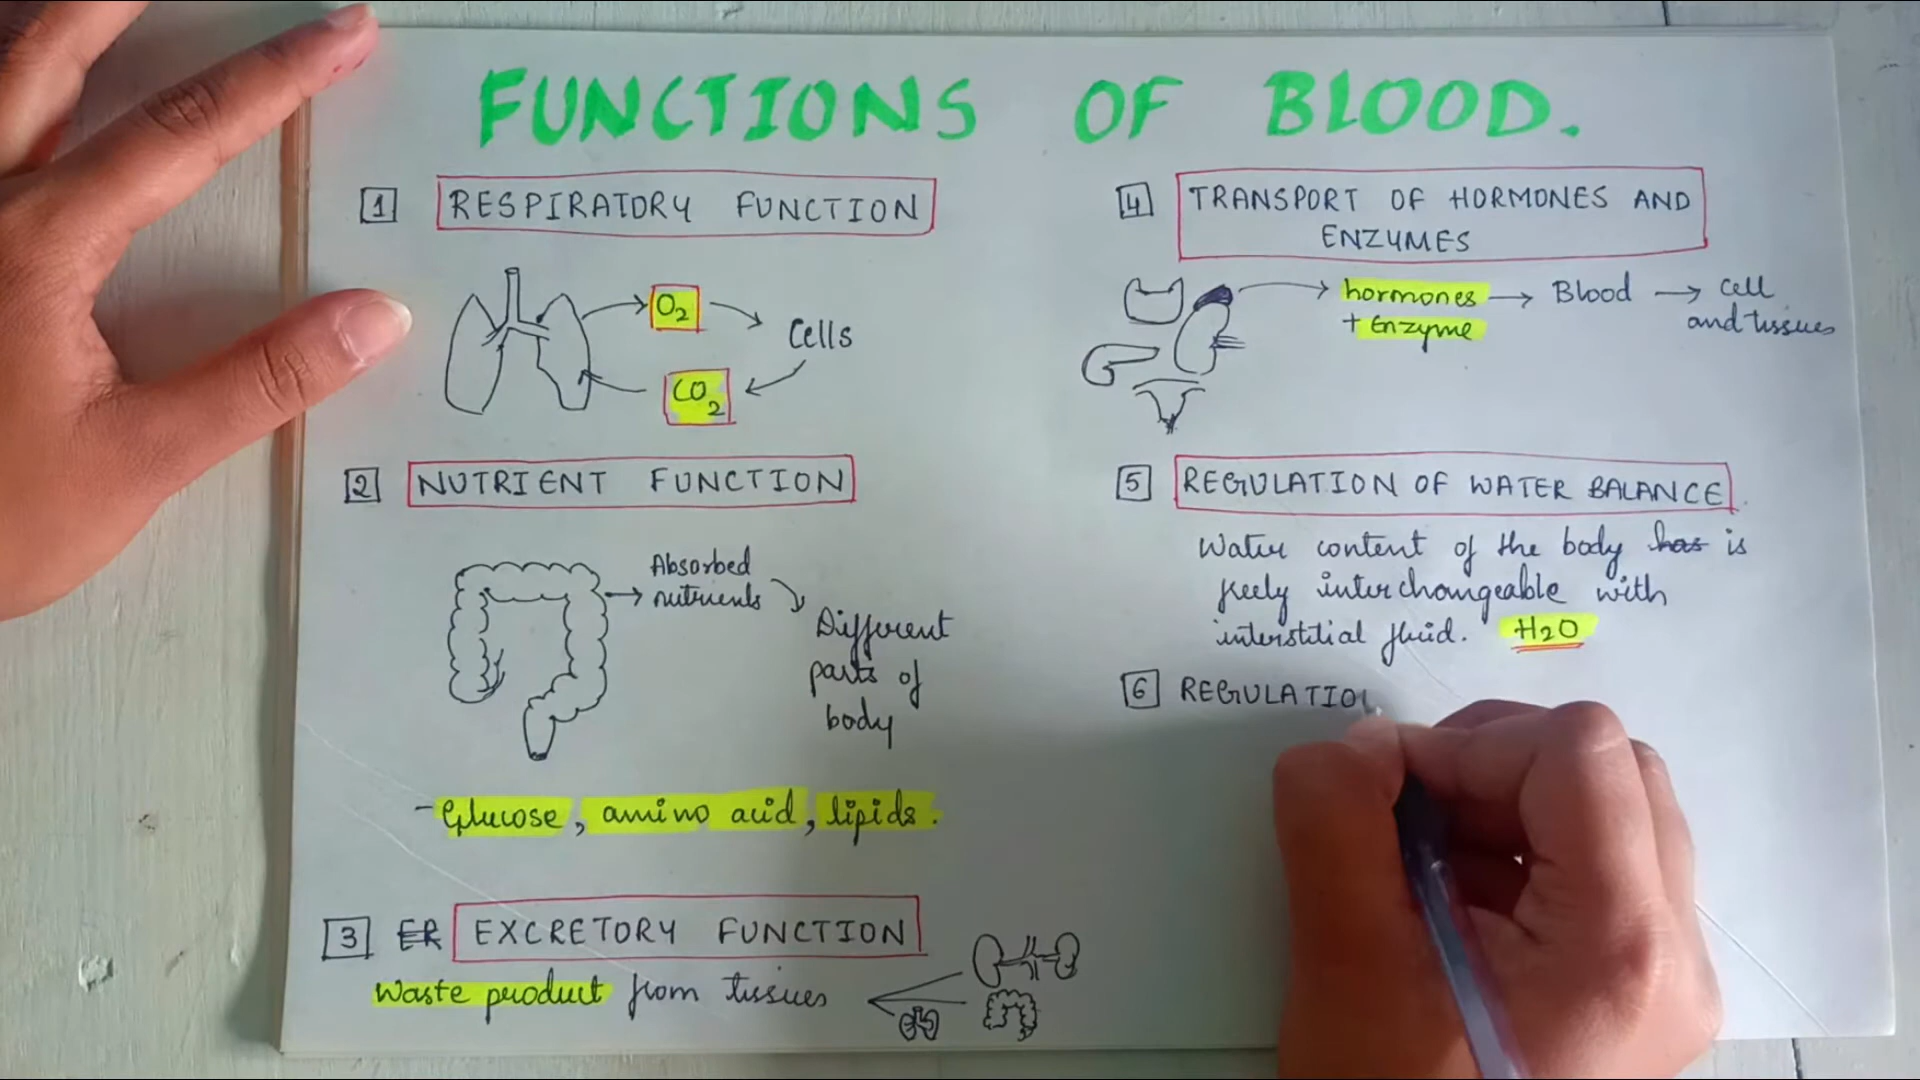 FUNCTIONS OF BLOOD.
1 RESPIRATORY FUNCTION
O2
Cells
CO2
2 NUTRIENT FUNCTION
Absorbed
nutrients
Different
parts of
body
- Glucose, amino acid, lipids.
3 ER EXCRETORY FUNCTION
Waste product from tissues
4 TRANSPORT OF HORMONES AND
ENZYMES
hormones → Blood → cell
+ Enzyme and tissues
5 REGULATION OF WATER BALANCE
Water content of the body has is
freely interchangeable with
interstitial fluid. H2O
6 REGULATIO